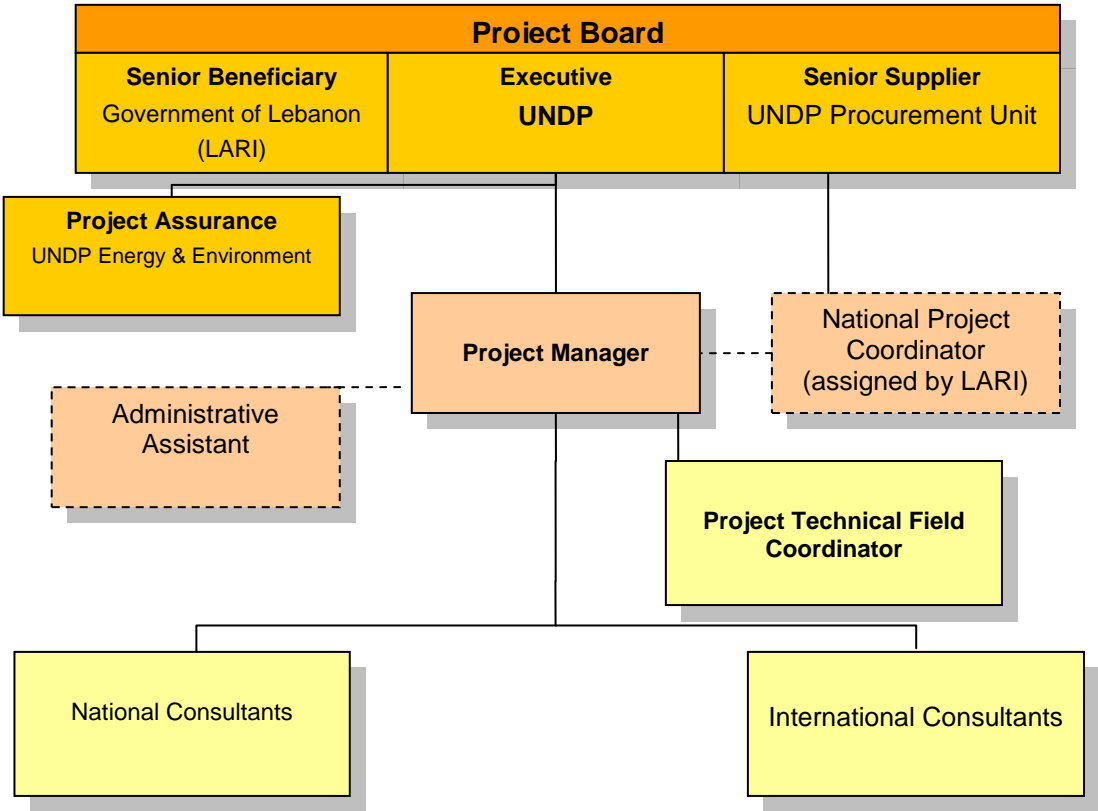 Project Board
Senior Beneficiary
Government of Lebanon
(LARI)
Executive
UNDP
Senior Supplier
UNDP Procurement Unit
Project Assurance
UNDP Energy & Environment
Project Manager
National Project
Coordinator
(assigned by LARI)
Administrative
Assistant
Project Technical Field
Coordinator
National Consultants
International Consultants